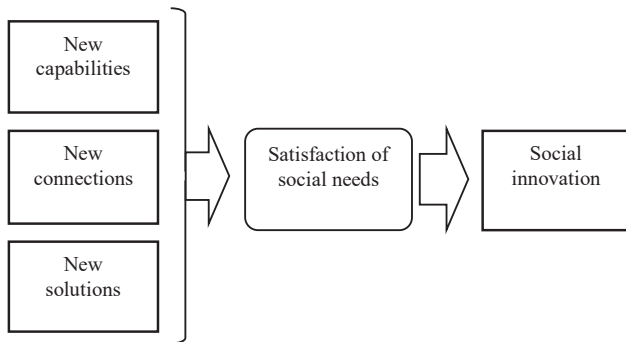 New
capabilities
New
connections
New
solutions
Satisfaction of
social needs
Social
innovation